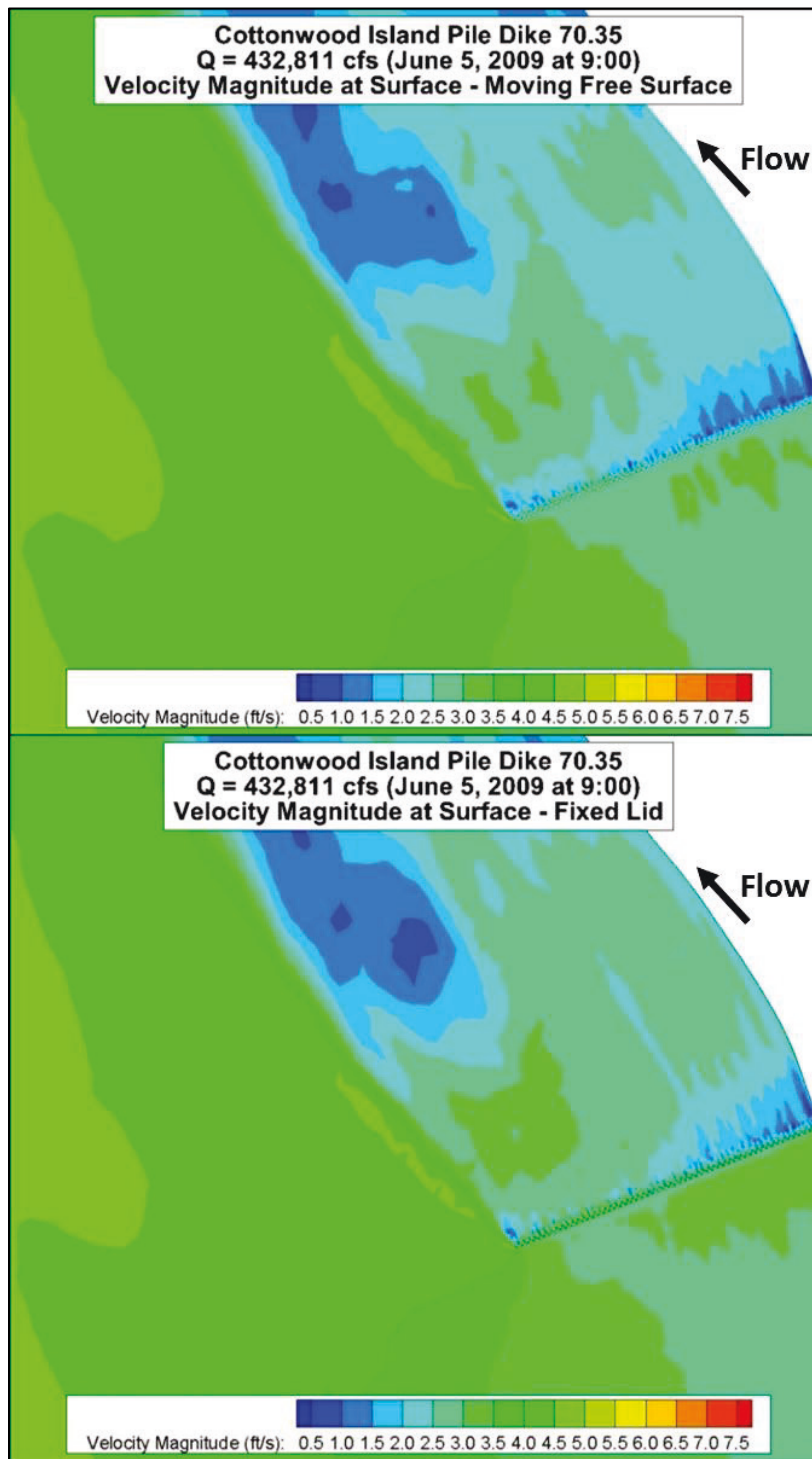 Cottonwood Island Pile Dike 70.35
Q = 432,811 cfs (June 5, 2009 at 9:00)
Velocity Magnitude at Surface - Moving Free Surface
Flow
Velocity Magnitude (ft/s): 0.5 1.0 1.5 2.0 2.5 3.0 3.5 4.0 4.5 5.0 5.5 6.0 6.5 7.0 7.5
Cottonwood Island Pile Dike 70.35
Q = 432,811 cfs (June 5, 2009 at 9:00)
Velocity Magnitude at Surface - Fixed Lid
Flow
Velocity Magnitude (ft/s): 0.5 1.0 1.5 2.0 2.5 3.0 3.5 4.0 4.5 5.0 5.5 6.0 6.5 7.0 7.5